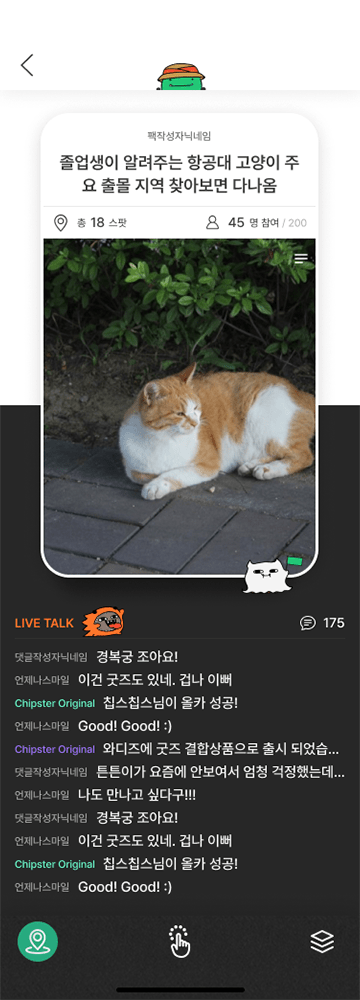 팩작성자닉네임
졸업생이 알려주는 항공대 고양이 주
요 출몰 지역 찾아보면 다나옴
총 18 스팟 45 명 참여 / 200
LIVE TALK 175
댓글작성자닉네임 경복궁 조아요!
언제나스마일 이건 굿즈도 있네. 겁나 이뻐
Chipster Original 칩스칩스님이 올카 성공!
언제나스마일 Good! Good! :)
Chipster Original 와디즈에 굿즈 결합상품으로 출시 되었습...
댓글작성자닉네임 튼튼이가 요즘에 안보여서 엄청 걱정했는데...
언제나스마일 나도 만나고 싶다구!!!
댓글작성자닉네임 경복궁 조아요!
언제나스마일 이건 굿즈도 있네. 겁나 이뻐
Chipster Original 칩스칩스님이 올카 성공!
언제나스마일 Good! Good! :)